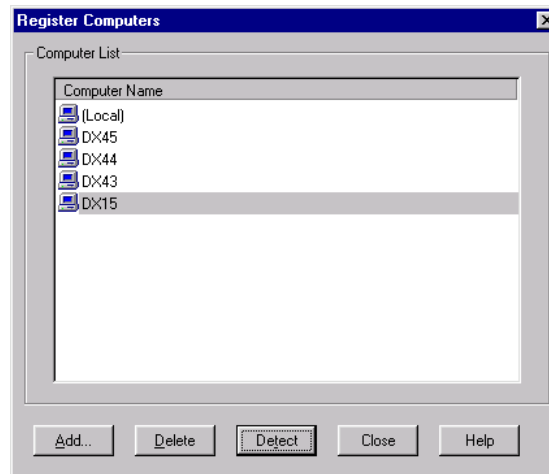 Register Computers
Computer List
Computer Name
(Local)
DX45
DX44
DX43
DX15
Add... Delete Detect Close Help